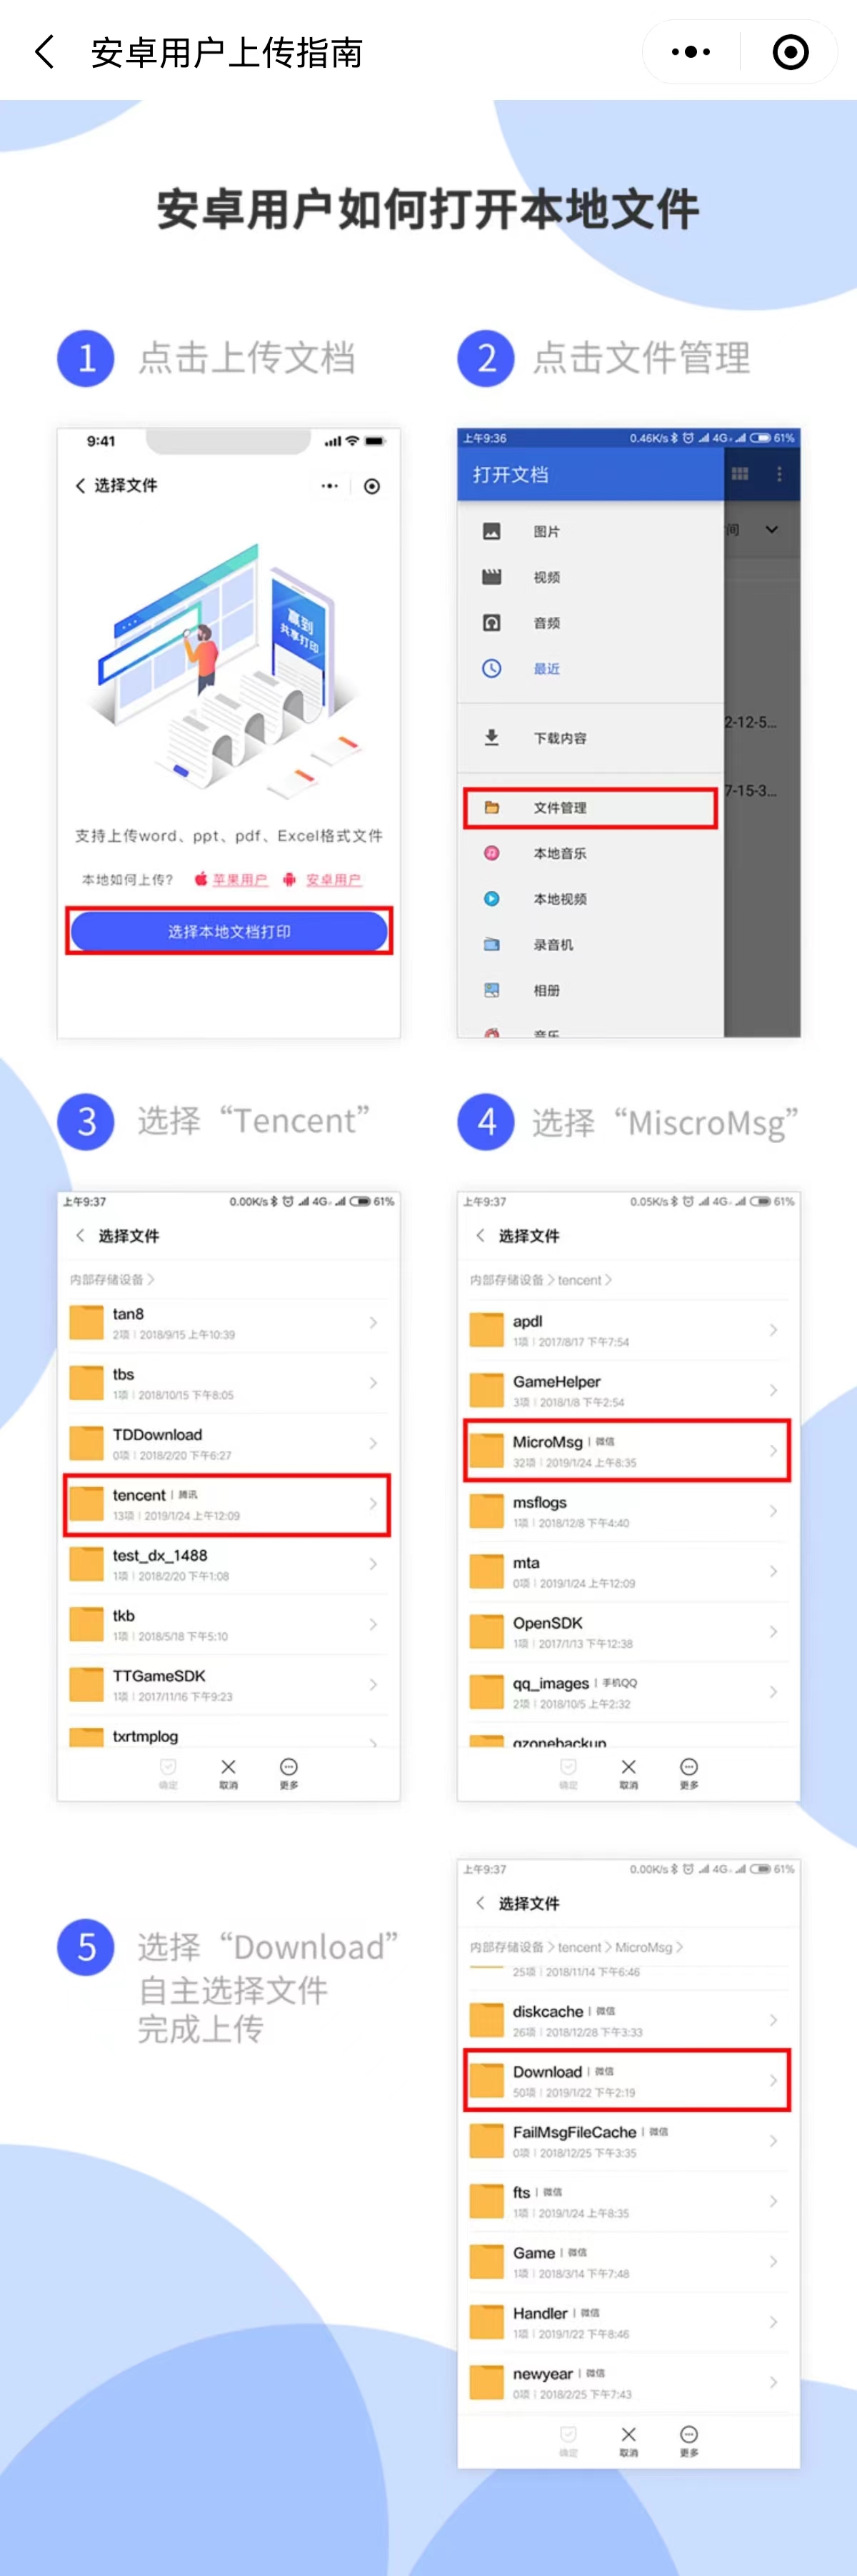 安卓用户上传指南
安卓用户如何打开本地文件
1 点击上传文档
9:41
选择文件
赢到
共享打印
支持上传word、ppt、pdf、Excel格式文件
本地如何上传? 苹果用户 安卓用户
选择本地文档打印
2 点击文件管理
上午9:36 0.46K/s 4G 61%
打开文档
图片
间
视频
音频
最近
2-12-5...
下载内容
7-15-3...
文件管理
本地音乐
本地视频
录音机
相册
音乐
3 选择“Tencent”
上午9:37 0.00K/s 4G 61%
选择文件
内部存储设备
tan8
2项 | 2018/9/15 上午10:39
tbs
1项 | 2018/10/15 下午8:05
TDDownload
0项 | 2018/2/20 下午6:27
tencent | 腾讯
13项 | 2019/1/24 上午12:09
test_dx_1488
1项 | 2018/2/20 下午1:08
tkb
1项 | 2018/5/18 下午5:10
TTGameSDK
1项 | 2017/11/16 下午9:23
txrtmplog
确定 取消 更多
4 选择“MiscroMsg”
上午9:37 0.05K/s 4G 61%
选择文件
内部存储设备 tencent
apdl
1项 | 2017/8/17 下午7:54
GameHelper
3项 | 2018/1/8 下午2:54
MicroMsg | 微信
32项 | 2019/1/24 上午8:35
msflogs
1项 | 2018/12/8 下午4:40
mta
0项 | 2019/1/24 上午12:09
OpenSDK
1项 | 2017/1/13 下午12:38
qq_images | 手机QQ
2项 | 2018/10/5 上午2:32
qzonebackup
确定 取消 更多
5 选择“Download”
自主选择文件
完成上传
上午9:37 0.00K/s 4G 61%
选择文件
内部存储设备 tencent MicroMsg
25项 | 2018/11/14 下午6:46
diskcache | 微信
26项 | 2018/12/28 下午3:33
Download | 微信
50项 | 2019/1/22 下午2:19
FailMsgFileCache | 微信
0项 | 2018/12/25 下午3:35
fts | 微信
1项 | 2019/1/24 上午8:35
Game | 微信
1项 | 2018/3/14 下午7:48
Handler | 微信
1项 | 2019/1/22 下午8:46
newyear | 微信
0项 | 2018/2/25 下午7:43
确定 取消 更多